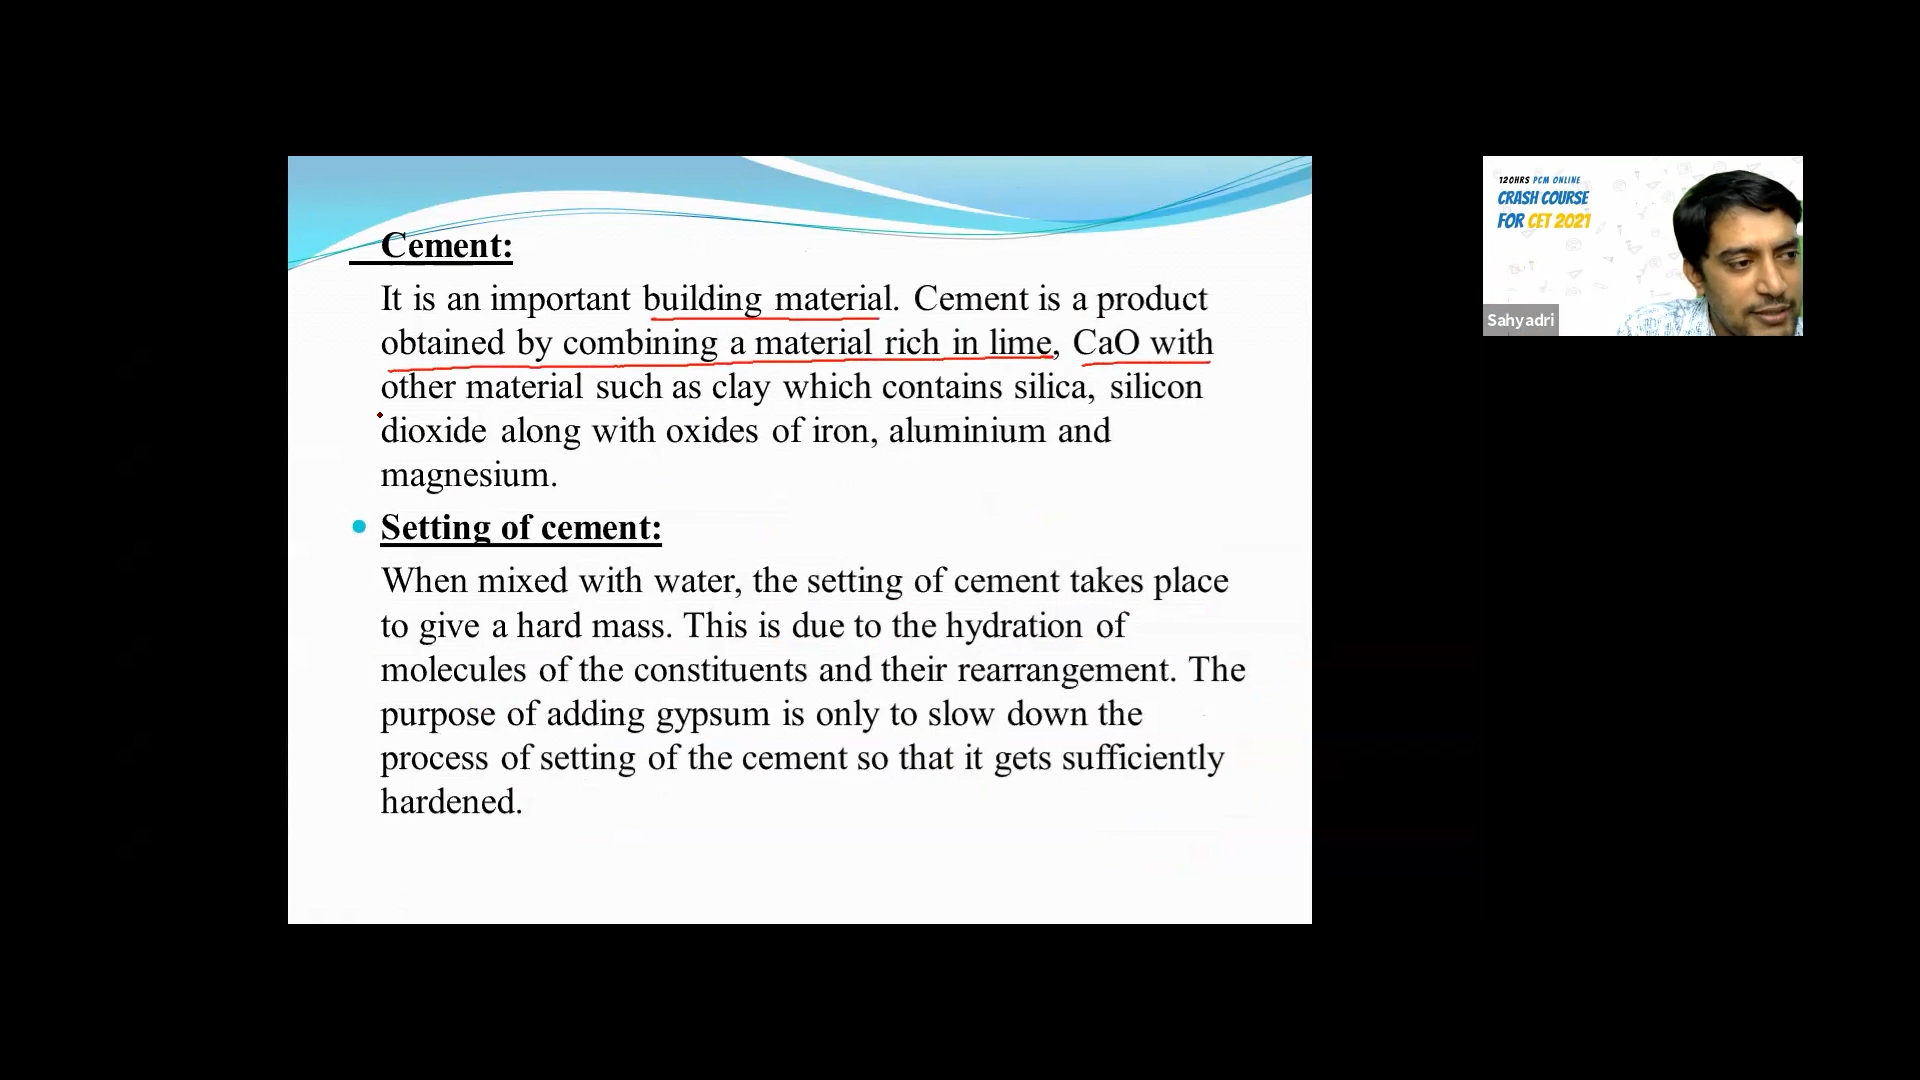 Cement:
It is an important building material. Cement is a product
obtained by combining a material rich in lime, CaO with
other material such as clay which contains silica, silicon
dioxide along with oxides of iron, aluminium and
magnesium.
Setting of cement:
When mixed with water, the setting of cement takes place
to give a hard mass. This is due to the hydration of
molecules of the constituents and their rearrangement. The
purpose of adding gypsum is only to slow down the
process of setting of the cement so that it gets sufficiently
hardened.
120HRS PCM ONLINE
CRASH COURSE
FOR CET 2021
Sahyadri